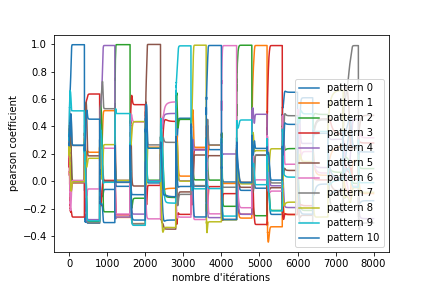 1.0
0.8
0.6
0.4
0.2
0.0
−0.2
−0.4
pearson coefficient
0 1000 2000 3000 4000 5000 6000 7000 8000
nombre d'itérations
pattern 0
pattern 1
pattern 2
pattern 3
pattern 4
pattern 5
pattern 6
pattern 7
pattern 8
pattern 9
pattern 10